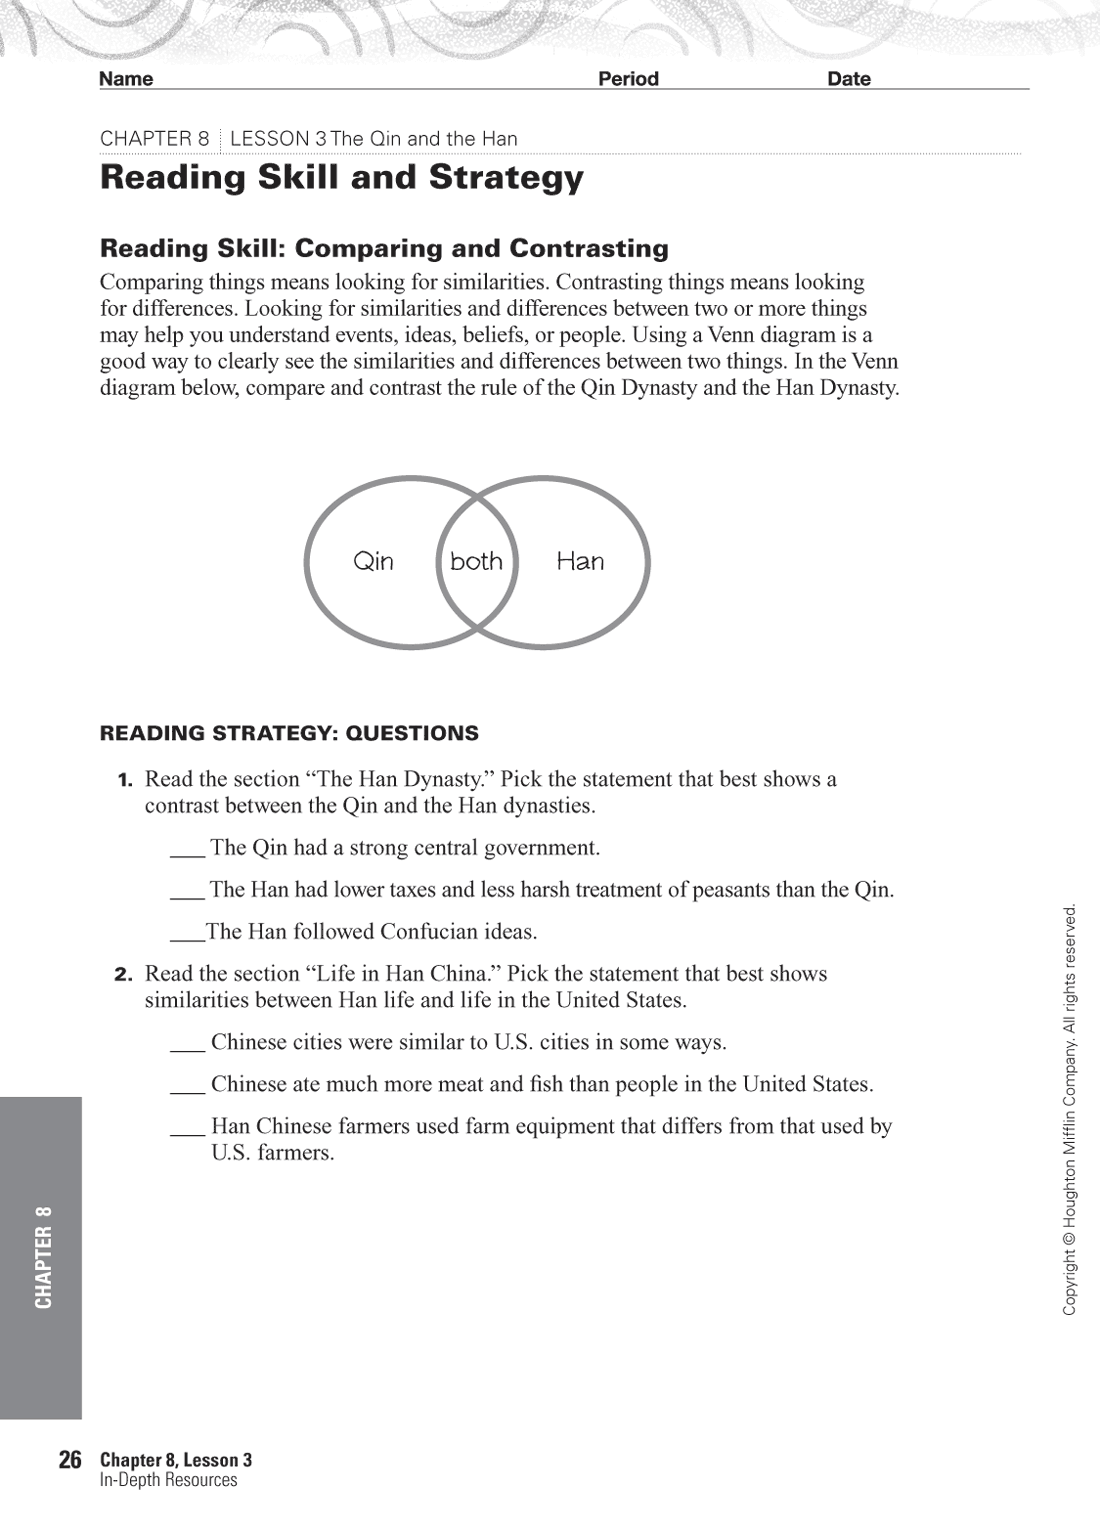 Name Period Date
CHAPTER 8 LESSON 3 The Qin and the Han
Reading Skill and Strategy
Reading Skill: Comparing and Contrasting
Comparing things means looking for similarities. Contrasting things means looking
for differences. Looking for similarities and differences between two or more things
may help you understand events, ideas, beliefs, or people. Using a Venn diagram is a
good way to clearly see the similarities and differences between two things. In the Venn
diagram below, compare and contrast the rule of the Qin Dynasty and the Han Dynasty.
Qin both Han
READING STRATEGY: QUESTIONS
1. Read the section “The Han Dynasty.” Pick the statement that best shows a
contrast between the Qin and the Han dynasties.
___ The Qin had a strong central government.
___ The Han had lower taxes and less harsh treatment of peasants than the Qin.
___The Han followed Confucian ideas.
2. Read the section “Life in Han China.” Pick the statement that best shows
similarities between Han life and life in the United States.
___ Chinese cities were similar to U.S. cities in some ways.
___ Chinese ate much more meat and fish than people in the United States.
___ Han Chinese farmers used farm equipment that differs from that used by
U.S. farmers.
CHAPTER 8
Copyright © Houghton Mifflin Company. All rights reserved.
26 Chapter 8, Lesson 3
In-Depth Resources